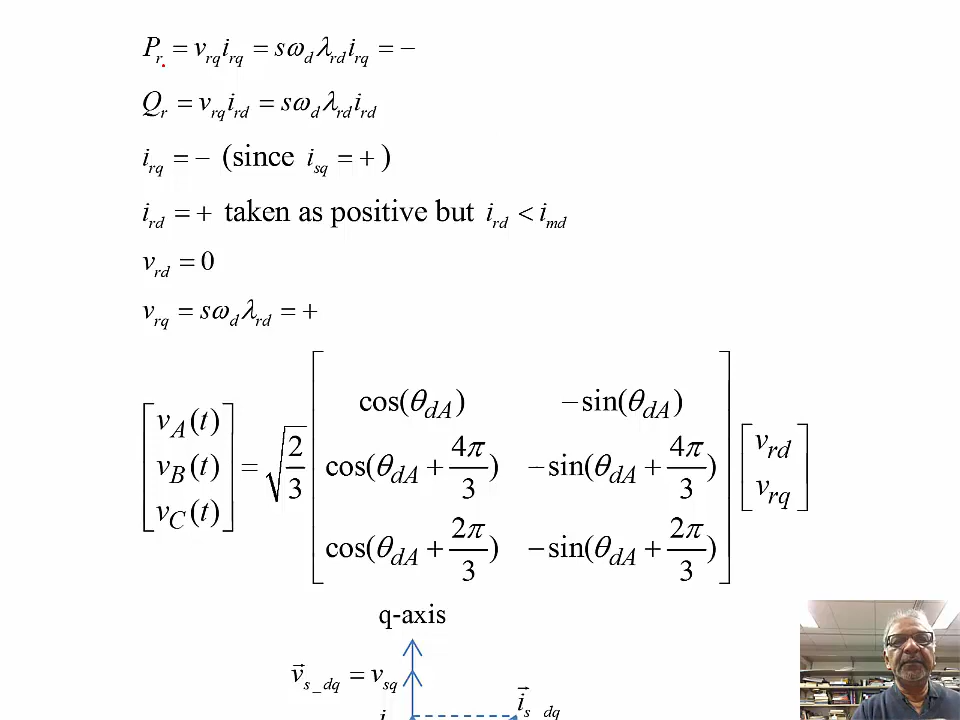 P_r = v_rq i_rq = sω_d λ_rd i_rq = −
Q_r = v_rq i_rd = sω_d λ_rd i_rd
i_rq = − (since i_sq = + )
i_rd = + taken as positive but i_rd < i_md
v_rd = 0
v_rq = sω_d λ_rd = +
[v_A(t) v_B(t) v_C(t)] = √(2/3) [cos(θ_dA) −sin(θ_dA)
cos(θ_dA + 4π/3) −sin(θ_dA + 4π/3)
cos(θ_dA + 2π/3) −sin(θ_dA + 2π/3)] [v_rd v_rq]
q-axis
v⃗_s_dq = v_sq
i⃗_s_dq